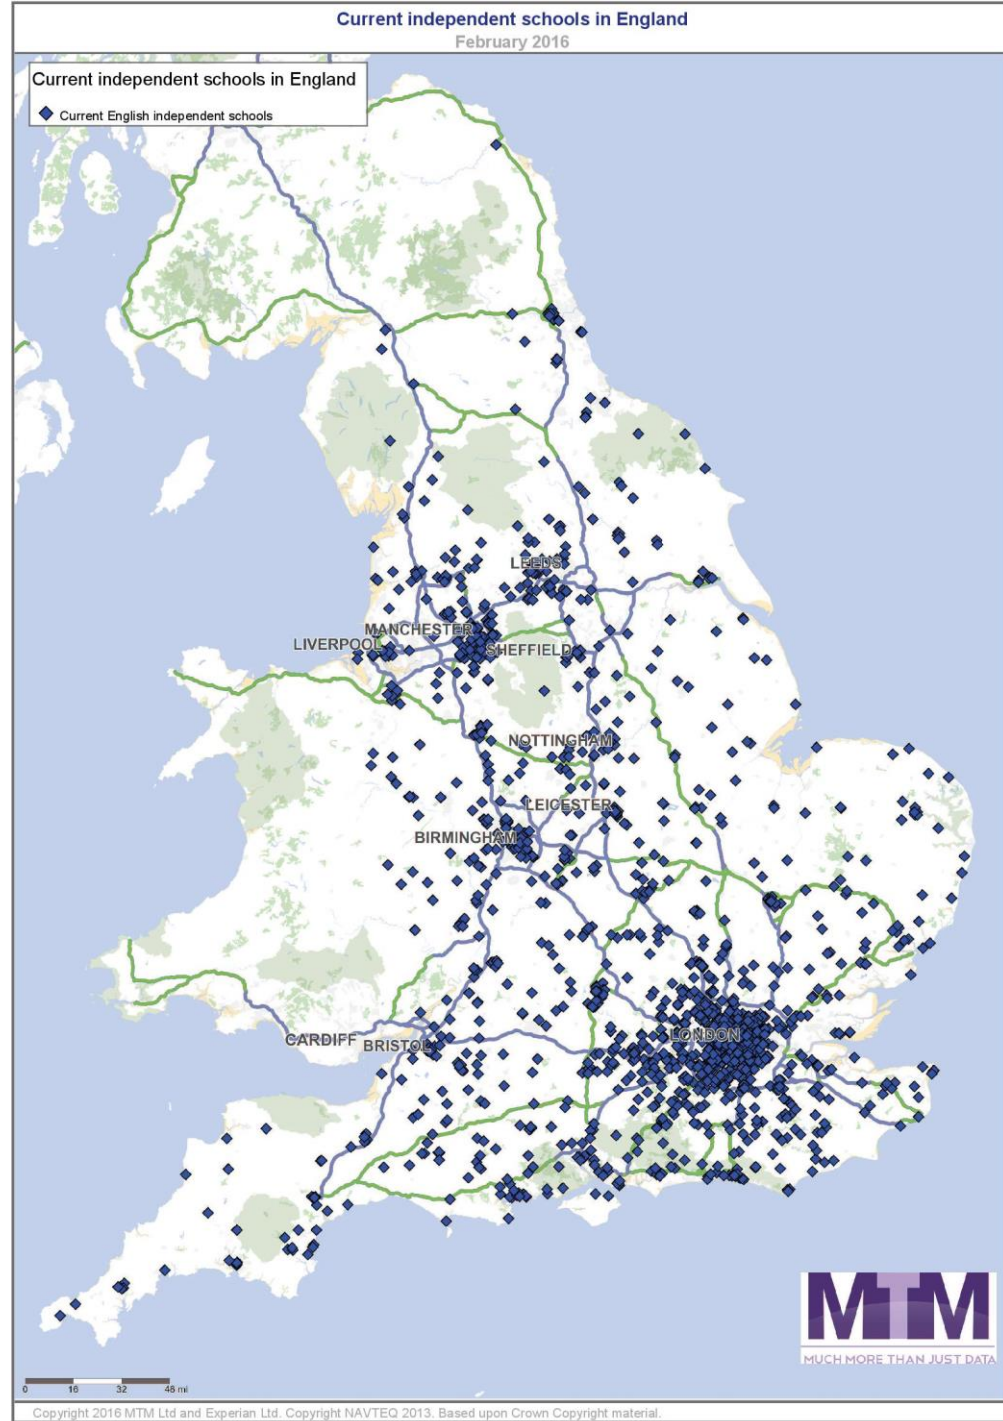 Current independent schools in England
February 2016
Current independent schools in England
Current English independent schools
LEEDS
MANCHESTER
LIVERPOOL
SHEFFIELD
NOTTINGHAM
LEICESTER
BIRMINGHAM
CARDIFF
BRISTOL
LONDON
MTM
MUCH MORE THAN JUST DATA
0 16 32 48 mi
Copyright 2016 MTM Ltd and Experian Ltd. Copyright NAVTEQ 2013. Based upon Crown Copyright material.